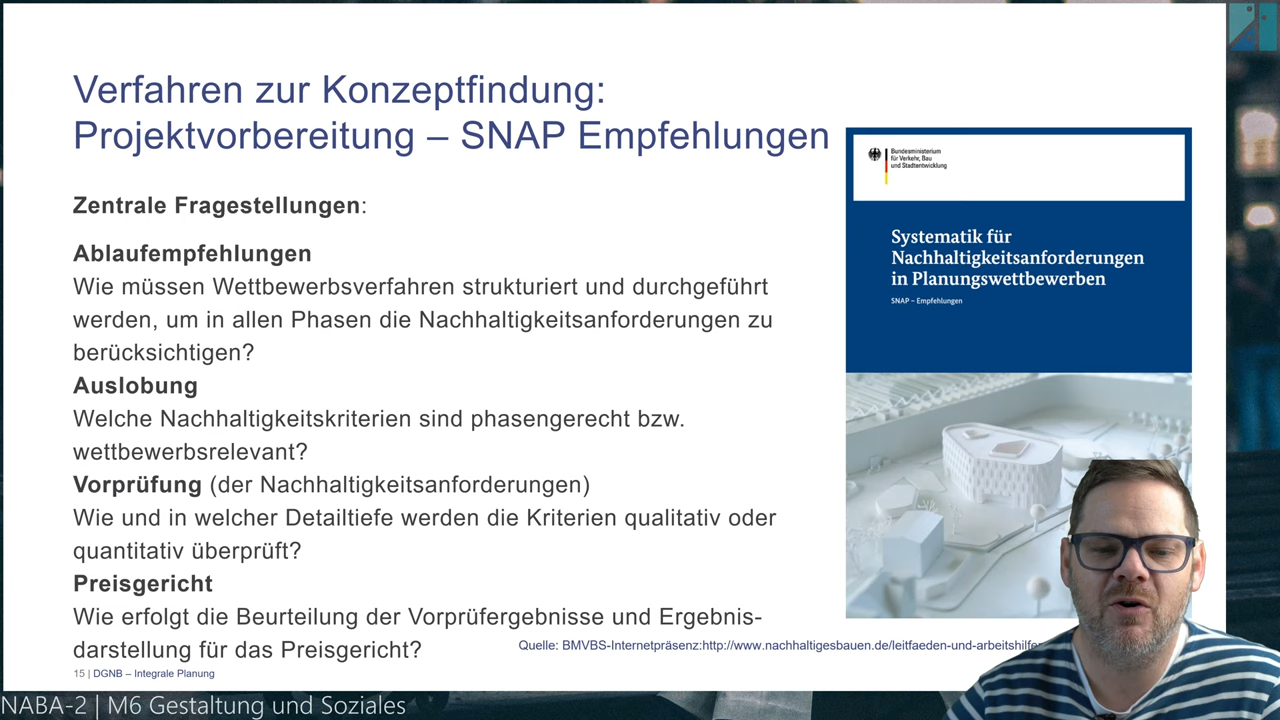 Verfahren zur Konzeptfindung:
Projektvorbereitung – SNAP Empfehlungen
Zentrale Fragestellungen:
Ablaufempfehlungen
Wie müssen Wettbewerbsverfahren strukturiert und durchgeführt
werden, um in allen Phasen die Nachhaltigkeitsanforderungen zu
berücksichtigen?
Auslobung
Welche Nachhaltigkeitskriterien sind phasengerecht bzw.
wettbewerbsrelevant?
Vorprüfung (der Nachhaltigkeitsanforderungen)
Wie und in welcher Detailtiefe werden die Kriterien qualitativ oder
quantitativ überprüft?
Preisgericht
Wie erfolgt die Beurteilung der Vorprüfergebnisse und Ergebnis-
darstellung für das Preisgericht?
Bundesministerium
für Verkehr, Bau
und Stadtentwicklung
Systematik für
Nachhaltigkeitsanforderungen
in Planungswettbewerben
SNAP – Empfehlungen
Quelle: BMVBS-Internetpräsenz:http://www.nachhaltigesbauen.de/leitfaeden-und-arbeitshilfen
15 | DGNB – Integrale Planung
NABA-2 | M6 Gestaltung und Soziales